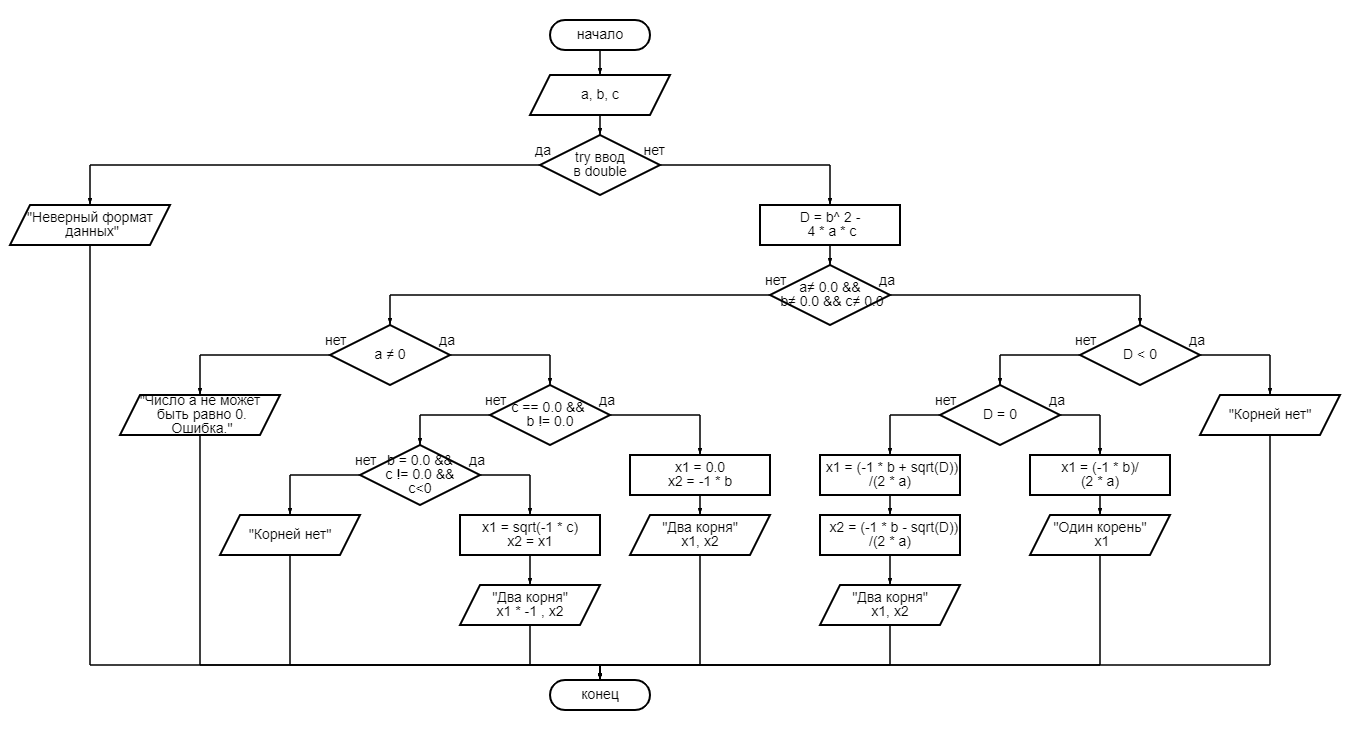 начало
a, b, c
да
нет
try ввод
в double
"Неверный формат
данных"
D = b^ 2 -
4 * a * c
нет
да
a≠ 0.0 &&
b≠ 0.0 && c≠ 0.0
нет
да
a ≠ 0
нет
да
D < 0
"Число а не может
быть равно 0.
Ошибка."
нет
да
c == 0.0 &&
b != 0.0
нет
да
D = 0
"Корней нет"
нет
да
b = 0.0 &&
c != 0.0 &&
c<0
x1 = 0.0
x2 = -1 * b
x1 = (-1 * b + sqrt(D))
/(2 * a)
x1 = (-1 * b)/
(2 * a)
"Корней нет"
x1 = sqrt(-1 * c)
x2 = x1
"Два корня"
x1, x2
x2 = (-1 * b - sqrt(D))
/(2 * a)
"Один корень"
x1
"Два корня"
x1 * -1 , x2
"Два корня"
x1, x2
конец